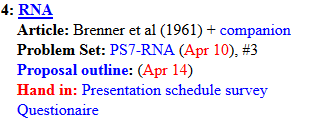 4: RNA
Article: Brenner et al (1961) + companion
Problem Set: PS7-RNA (Apr 10), #3
Proposal outline: (Apr 14)
Hand in: Presentation schedule survey
Questionaire